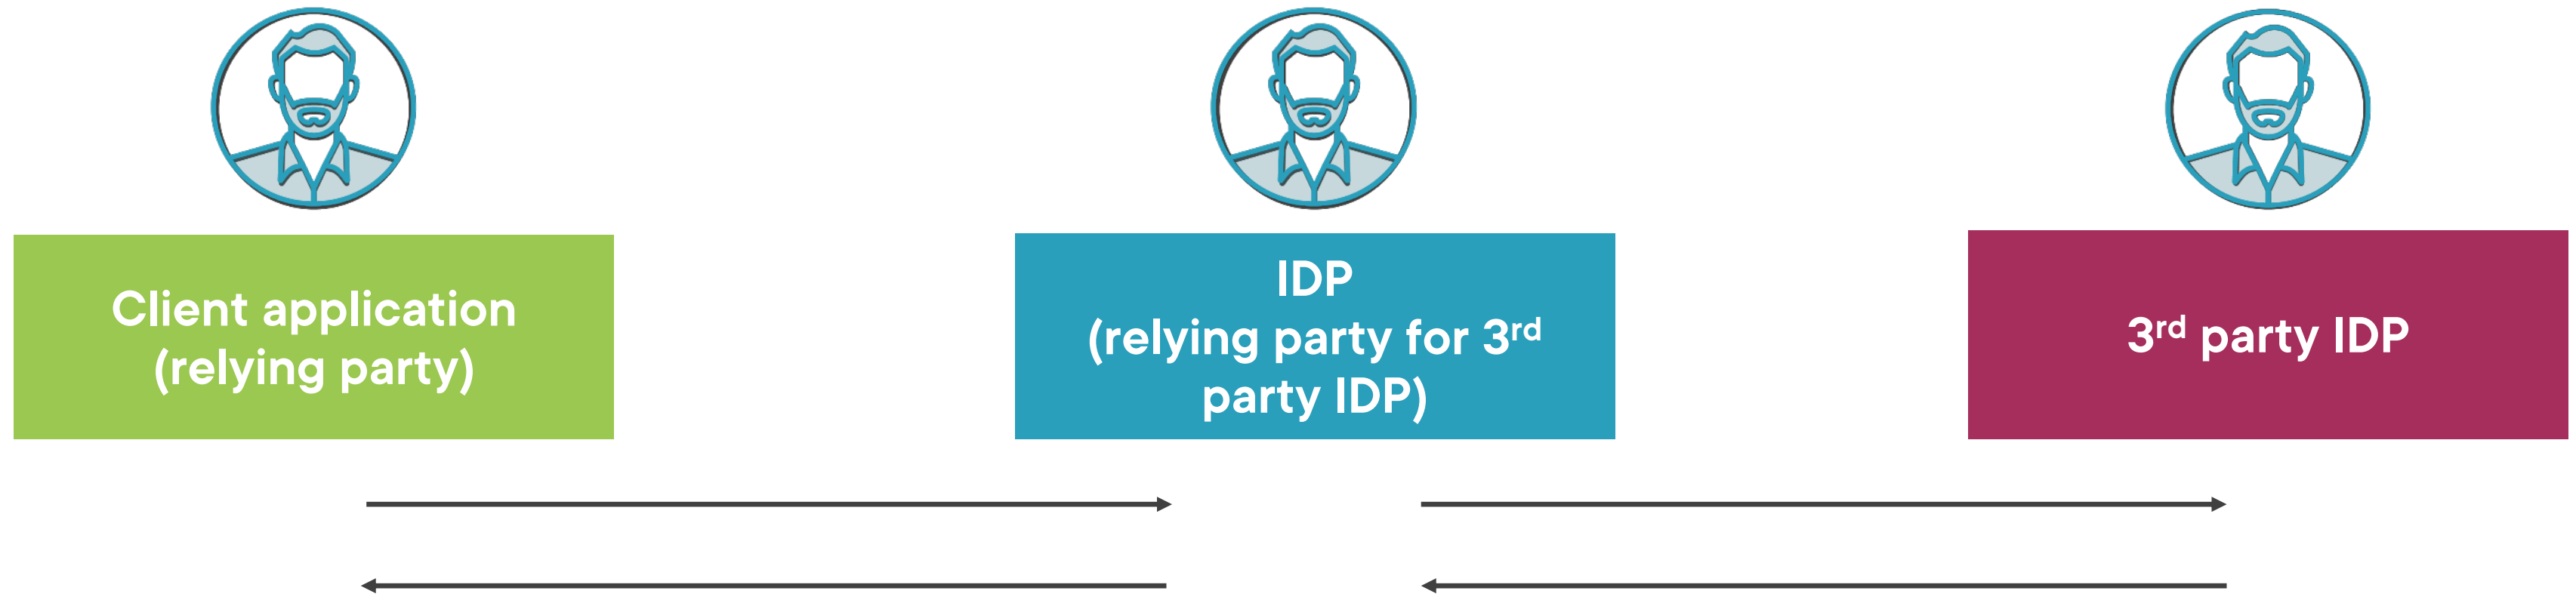 Client application
(relying party)
IDP
(relying party for 3rd
party IDP)
3rd party IDP